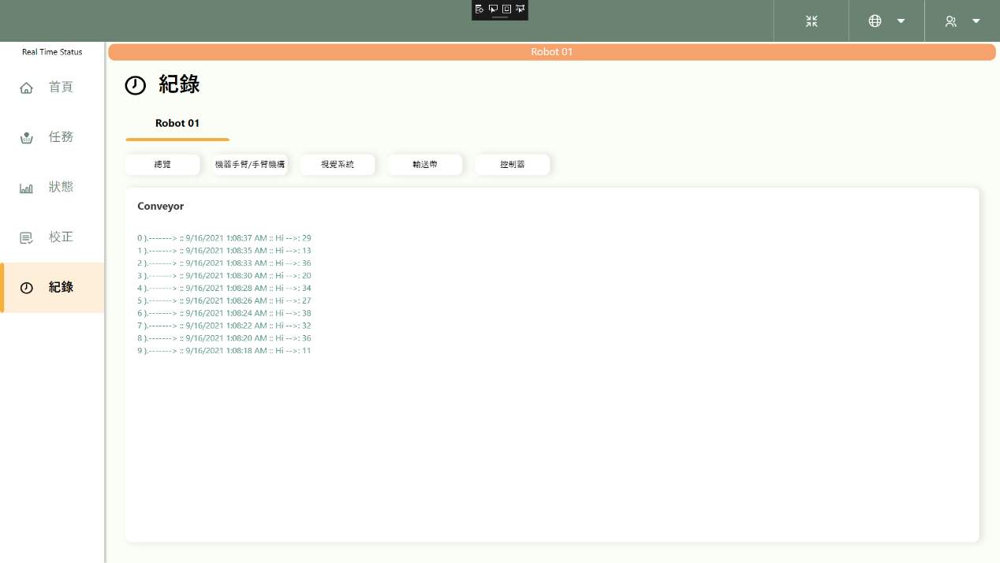 Real Time Status
Robot 01
首頁
任務
狀態
校正
紀錄
紀錄
Robot 01
總覽
機器手臂/手臂機構
視覺系統
輸送帶
控制器
Conveyor
0 ).-------> :: 9/16/2021 1:08:37 AM :: Hi -->: 29
1 ).-------> :: 9/16/2021 1:08:35 AM :: Hi -->: 13
2 ).-------> :: 9/16/2021 1:08:33 AM :: Hi -->: 36
3 ).-------> :: 9/16/2021 1:08:30 AM :: Hi -->: 20
4 ).-------> :: 9/16/2021 1:08:28 AM :: Hi -->: 34
5 ).-------> :: 9/16/2021 1:08:26 AM :: Hi -->: 27
6 ).-------> :: 9/16/2021 1:08:24 AM :: Hi -->: 38
7 ).-------> :: 9/16/2021 1:08:22 AM :: Hi -->: 32
8 ).-------> :: 9/16/2021 1:08:20 AM :: Hi -->: 36
9 ).-------> :: 9/16/2021 1:08:18 AM :: Hi -->: 11